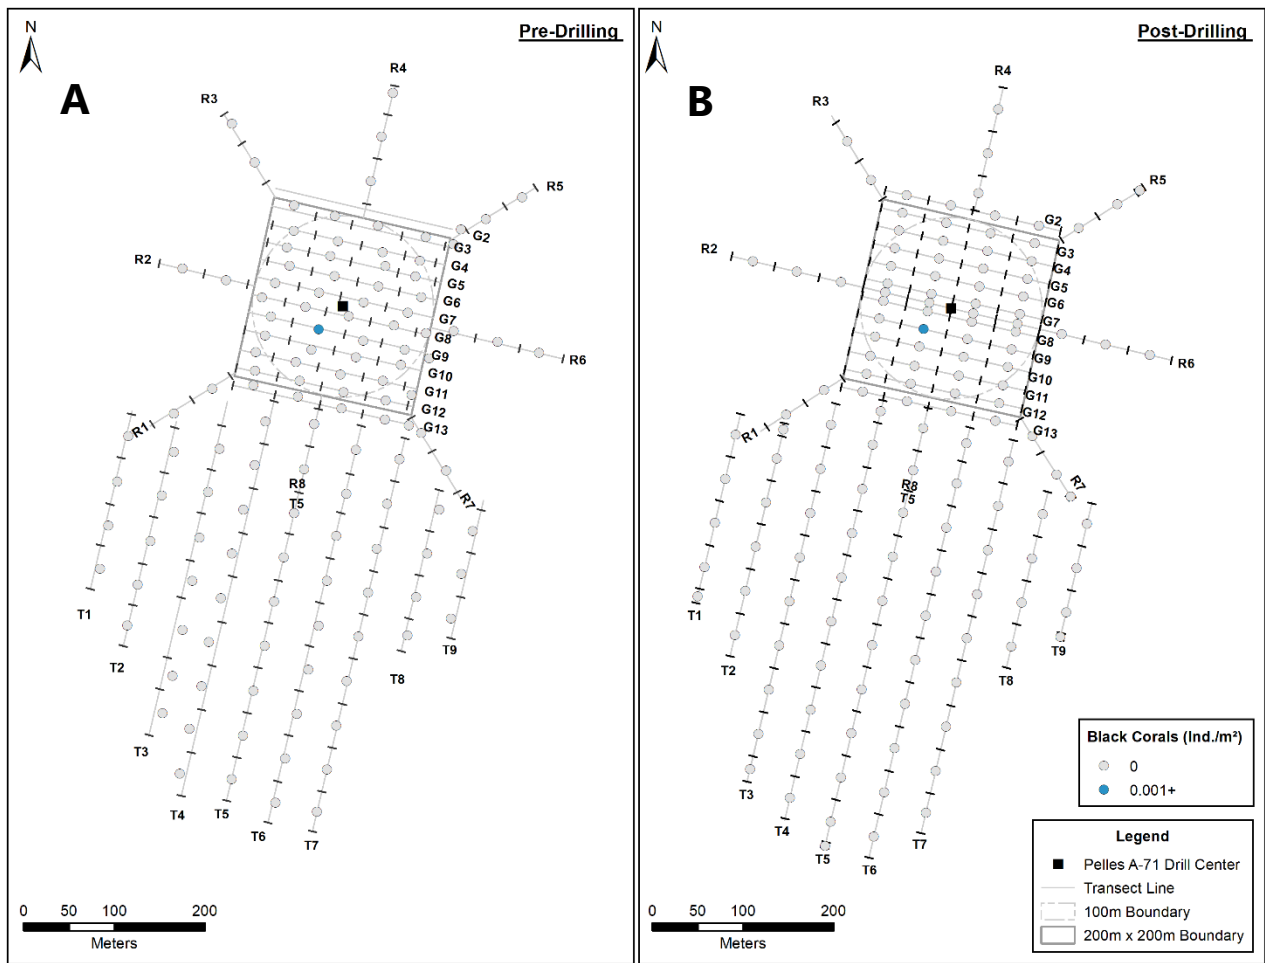 N
Pre-Drilling
A
R4
R3
R5
G2
G3
R2
G4
G5
G6
G7
G8
R6
G9
G10
G11
G12
G13
R1
R8
T5
R7
T1
T2
T9
T8
T3
T4
T5
T6
T7
0 50 100 200
Meters
N
Post-Drilling
B
R4
R3
R5
G2
G3
R2
G4
G5
G6
G7
G8
R6
G9
G10
G11
G12
G13
R1
R8
T5
R7
T1
T2
T9
T8
T3
T4
T5
T6
T7
0 50 100 200
Meters
Black Corals (Ind./m²)
0
0.001+
Legend
Pelles A-71 Drill Center
Transect Line
100m Boundary
200m x 200m Boundary